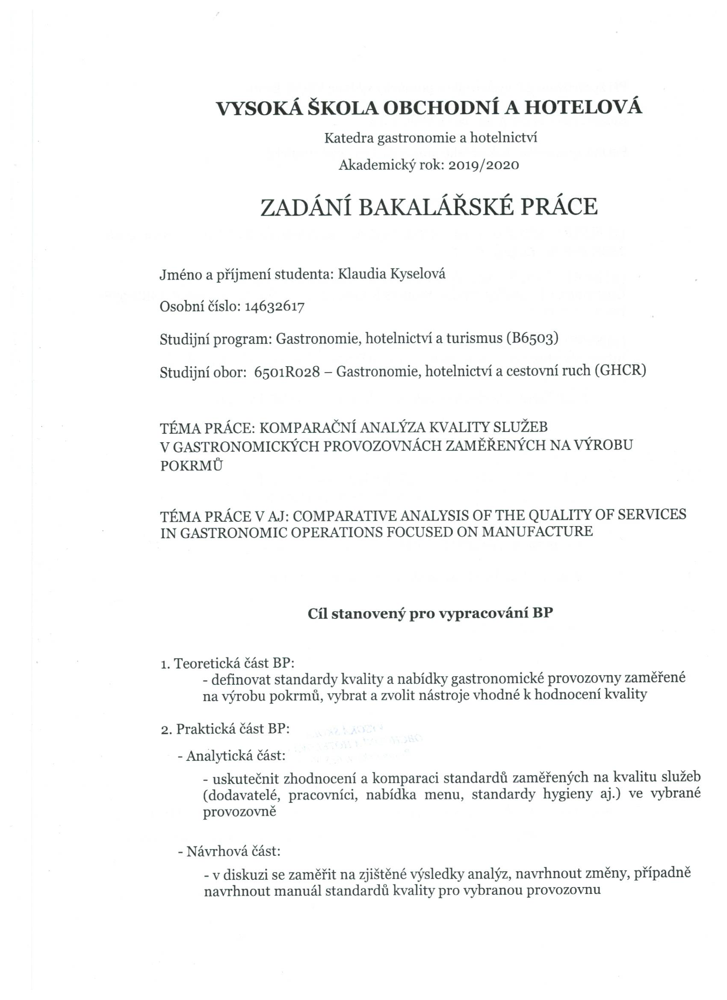 VYSOKÁ ŠKOLA OBCHODNÍ A HOTELOVÁ
Katedra gastronomie a hotelnictví
Akademický rok: 2019/2020
ZADÁNÍ BAKALÁŘSKÉ PRÁCE
Jméno a příjmení studenta: Klaudia Kyselová
Osobní číslo: 14632617
Studijní program: Gastronomie, hotelnictví a turismus (B6503)
Studijní obor: 6501R028 – Gastronomie, hotelnictví a cestovní ruch (GHCR)
TÉMA PRÁCE: KOMPARAČNÍ ANALÝZA KVALITY SLUŽEB
V GASTRONOMICKÝCH PROVOZOVNÁCH ZAMĚŘENÝCH NA VÝROBU
POKRMŮ
TÉMA PRÁCE V AJ: COMPARATIVE ANALYSIS OF THE QUALITY OF SERVICES
IN GASTRONOMIC OPERATIONS FOCUSED ON MANUFACTURE
Cíl stanovený pro vypracování BP
1. Teoretická část BP:
- definovat standardy kvality a nabídky gastronomické provozovny zaměřené
na výrobu pokrmů, vybrat a zvolit nástroje vhodné k hodnocení kvality
2. Praktická část BP:
- Analytická část:
- uskutečnit zhodnocení a komparaci standardů zaměřených na kvalitu služeb
(dodavatelé, pracovníci, nabídka menu, standardy hygieny aj.) ve vybrané
provozovně
- Návrhová část:
- v diskuzi se zaměřit na zjištěné výsledky analýz, navrhnout změny, případně
navrhnout manuál standardů kvality pro vybranou provozovnu